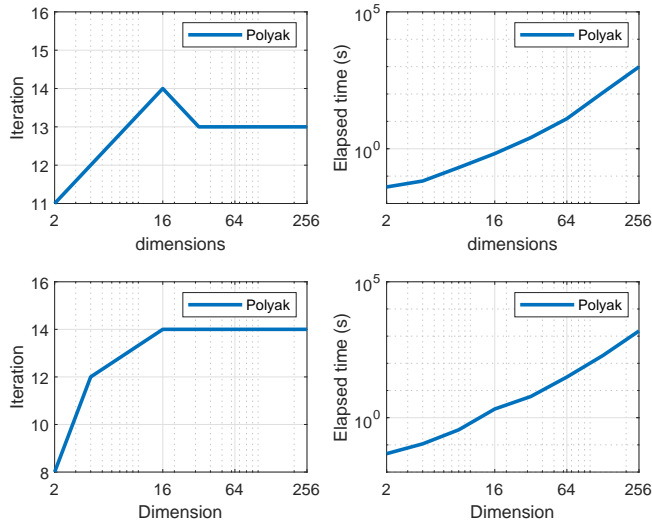 16
15
14
13
12
11
Iteration
Polyak
2
16
64
256
dimensions
10^5
10^0
Elapsed time (s)
Polyak
2
16
64
256
dimensions
16
14
12
10
8
Iteration
Polyak
2
16
64
256
Dimension
10^5
10^0
Elapsed time (s)
Polyak
2
16
64
256
Dimension